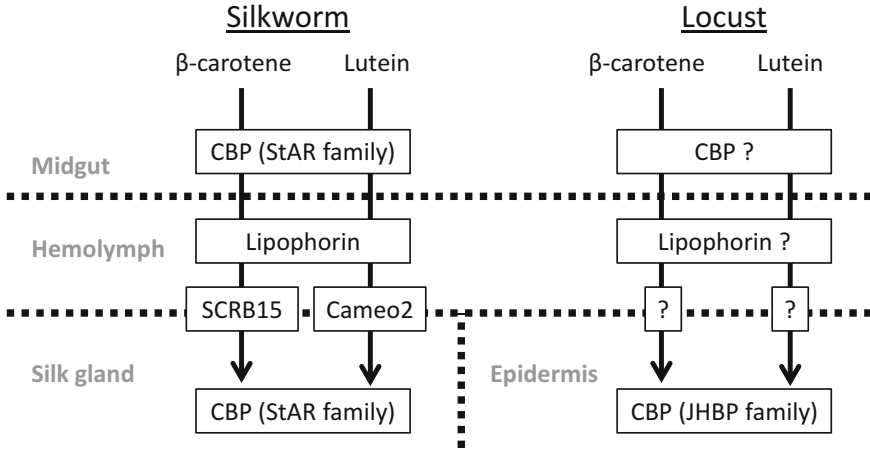 Silkworm
Locust
β-carotene Lutein
β-carotene Lutein
CBP (StAR family)
CBP ?
Midgut
Hemolymph
Lipophorin
Lipophorin ?
SCRB15 Cameo2
? ?
Silk gland
Epidermis
CBP (StAR family)
CBP (JHBP family)